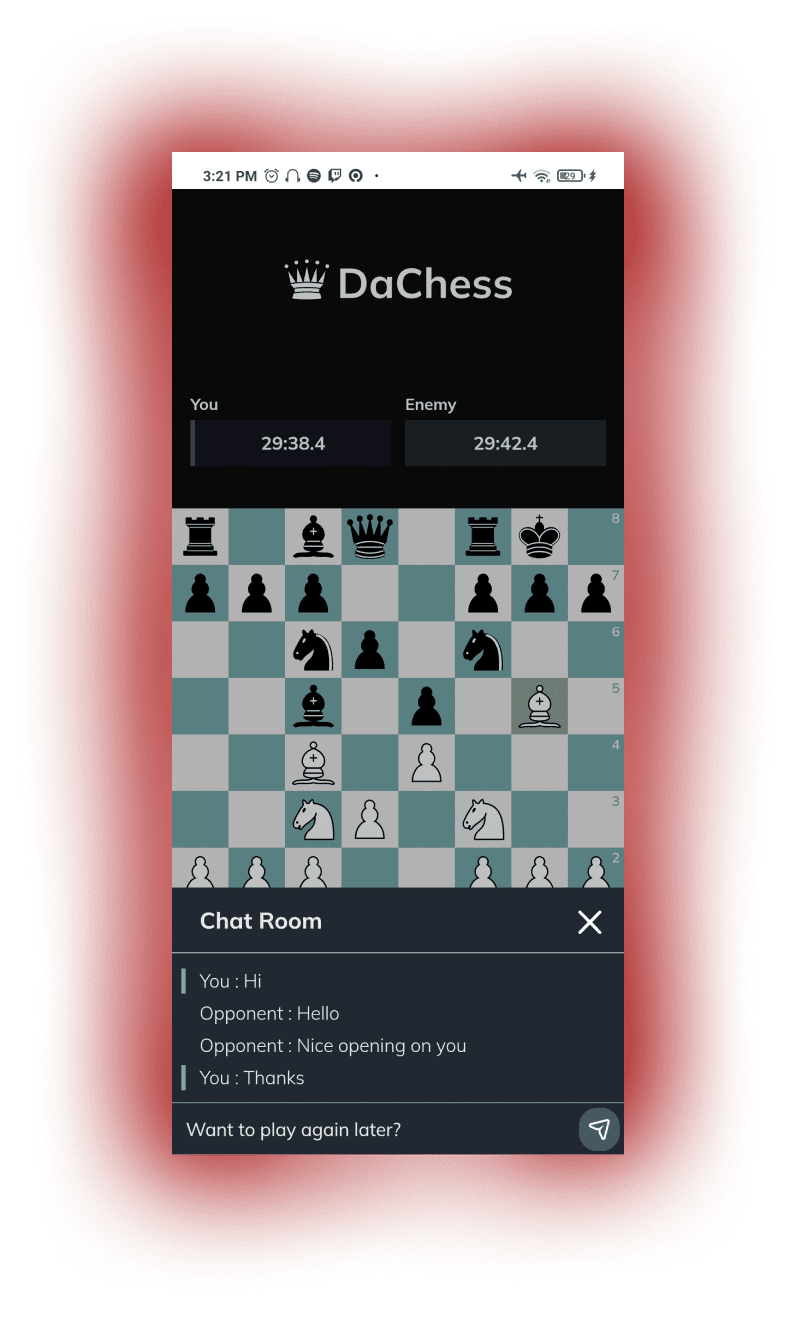 3:21 PM 29
DaChess
You Enemy
29:38.4 29:42.4
8
7
6
5
4
3
2
Chat Room
You : Hi
Opponent : Hello
Opponent : Nice opening on you
You : Thanks
Want to play again later?